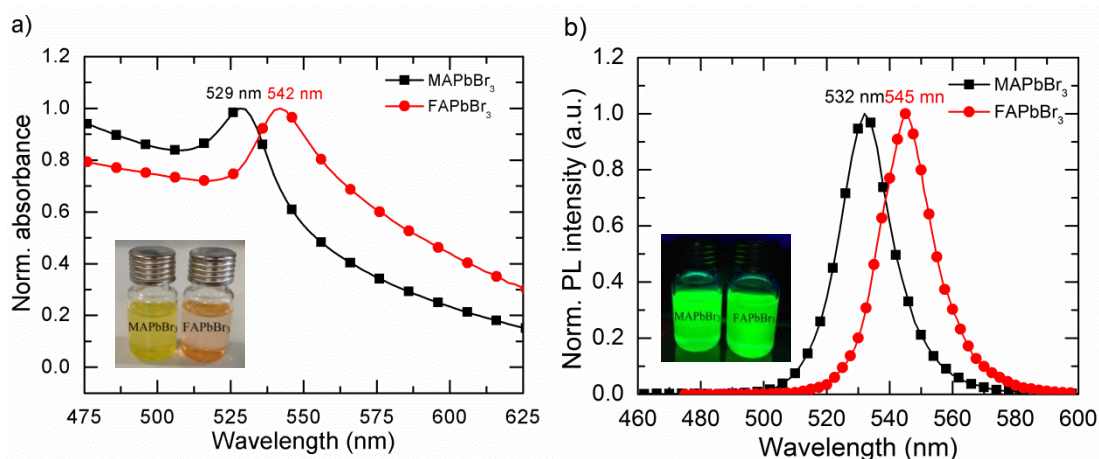 a)
1.2
1.0
0.8
0.6
0.4
0.2
0.0
Norm. absorbance
MAPbBr₃
FAPbBr₃
529 nm 542 nm
MAPbBr₃ FAPbBr₃
475 500 525 550 575 600 625
Wavelength (nm)
b)
1.2
1.0
0.8
0.6
0.4
0.2
0.0
Norm. PL intensity (a.u.)
MAPbBr₃
FAPbBr₃
532 nm 545 mn
MAPbBr₃ FAPbBr₃
460 480 500 520 540 560 580 600
Wavelength (nm)